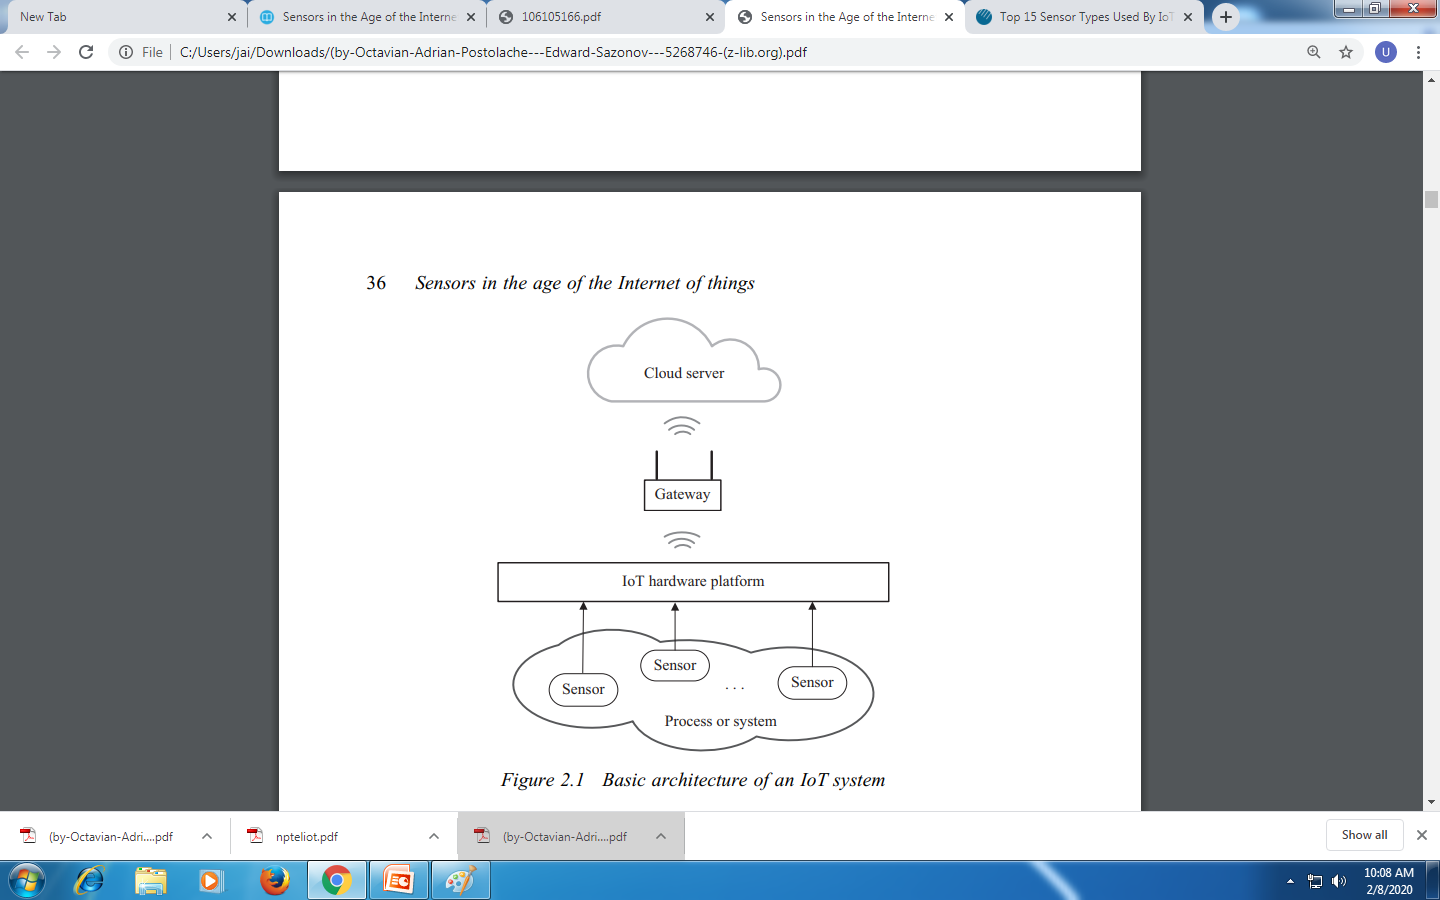 New Tab
Sensors in the Age of the Interne
106105166.pdf
Sensors in the Age of the Interne
Top 15 Sensor Types Used By IoT
File
C:/Users/jai/Downloads/(by-Octavian-Adrian-Postolache---Edward-Sazonov---5268746-(z-lib.org).pdf
U
36 Sensors in the age of the Internet of things
Cloud server
Gateway
IoT hardware platform
Sensor
Sensor
. . .
Sensor
Process or system
Figure 2.1 Basic architecture of an IoT system
(by-Octavian-Adri....pdf
npteliot.pdf
(by-Octavian-Adri....pdf
Show all
10:08 AM
2/8/2020